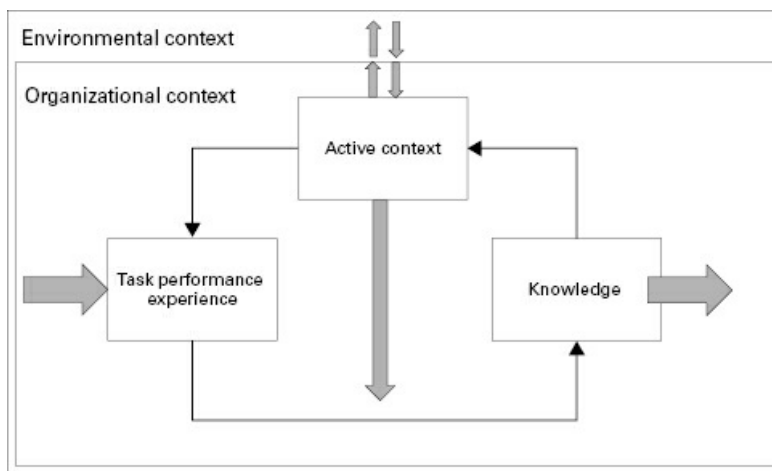 Environmental context
Organizational context
Active context
Task performance
experience
Knowledge